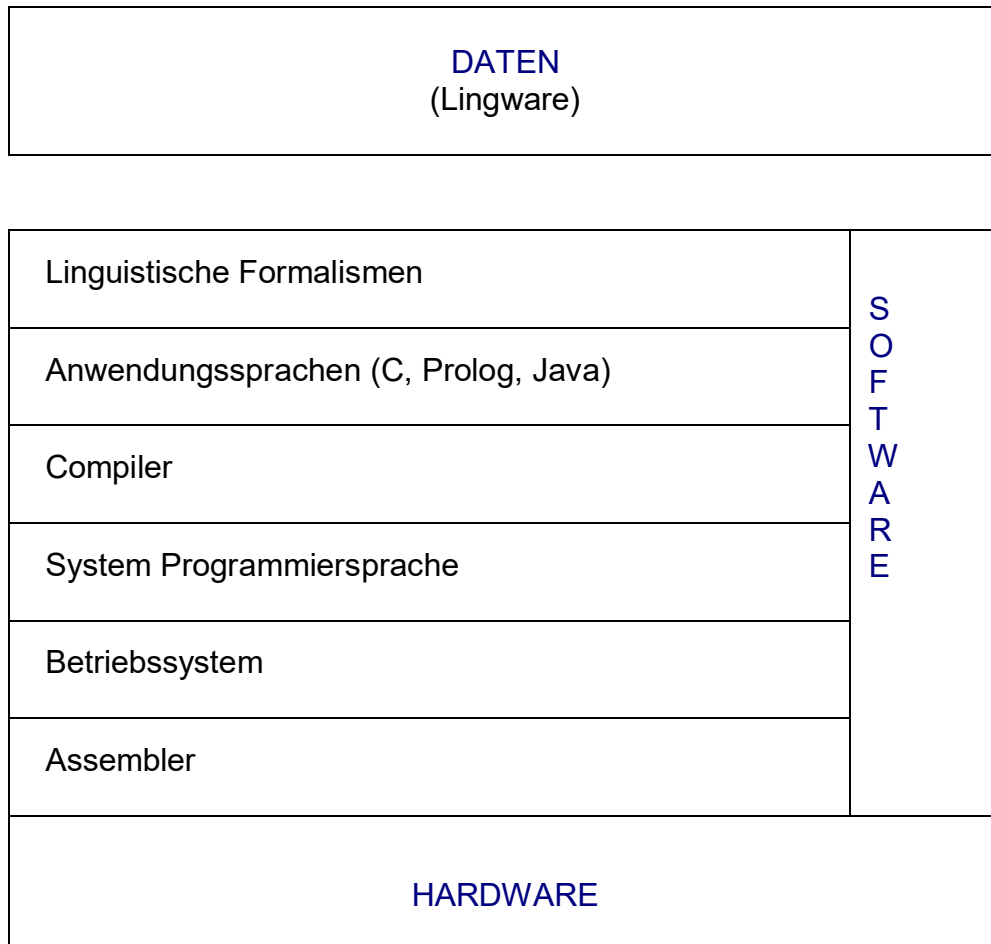 DATEN
(Lingware)
Linguistische Formalismen
Anwendungssprachen (C, Prolog, Java)
Compiler
System Programmiersprache
Betriebssystem
Assembler
S
O
F
T
W
A
R
E
HARDWARE